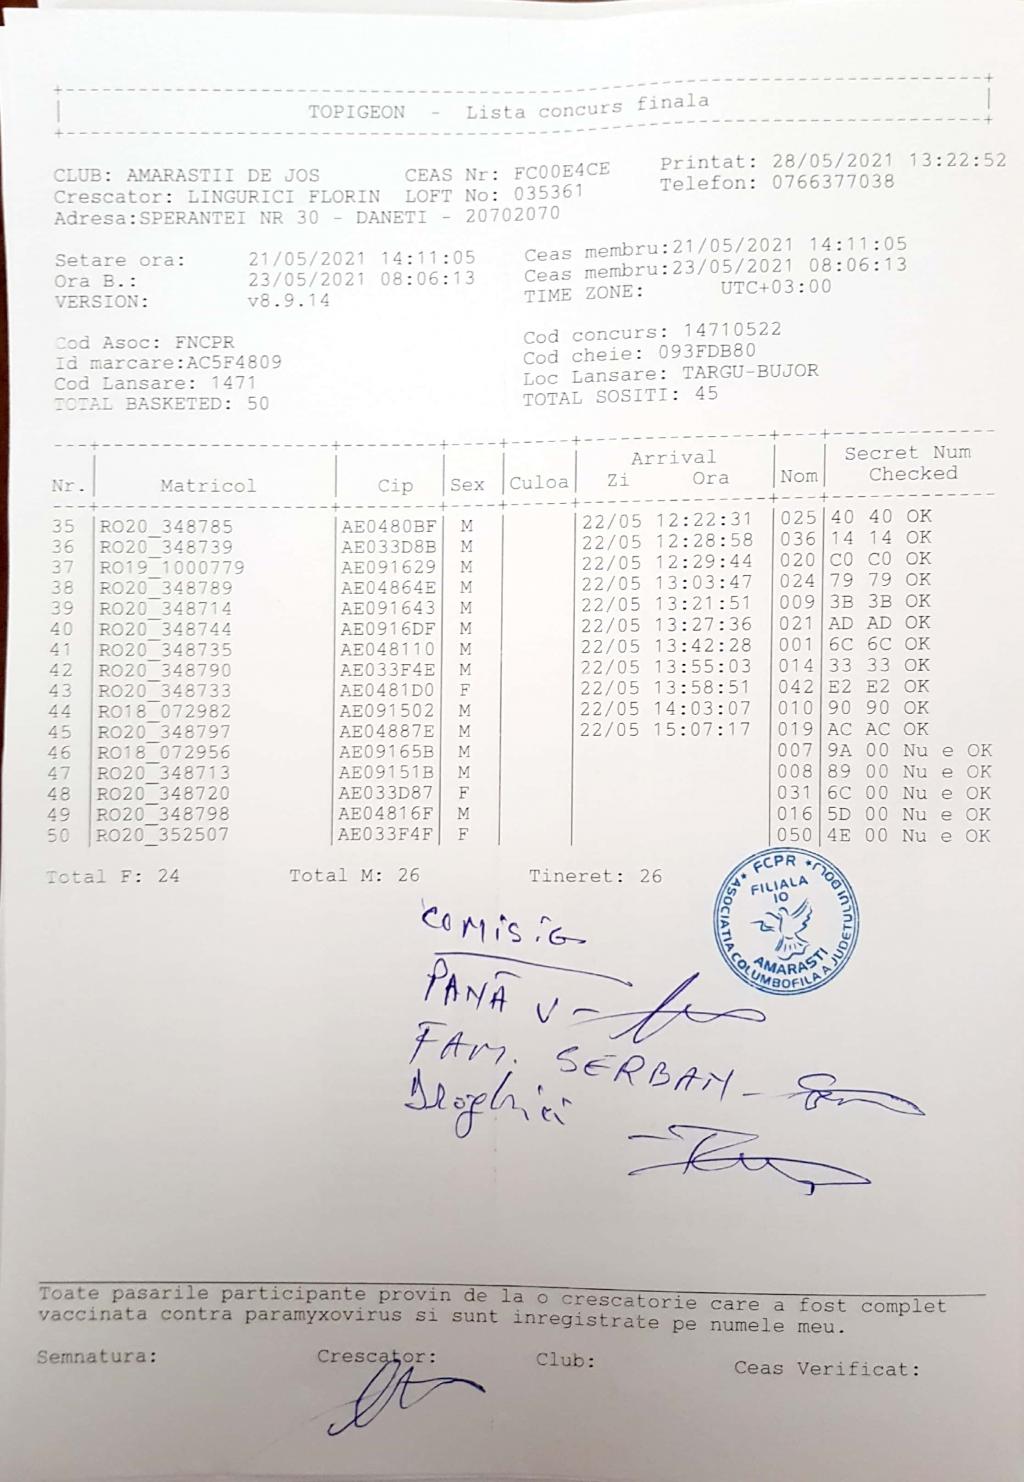 TOPIGEON - Lista concurs finala
CLUB: AMARASTII DE JOS CEAS Nr: FC00E4CE Printat: 28/05/2021 13:22:52
Crescator: LINGURICI FLORIN LOFT No: 035361 Telefon: 0766377038
Adresa:SPERANTEI NR 30 - DANETI - 20702070
Setare ora: 21/05/2021 14:11:05 Ceas membru:21/05/2021 14:11:05
Ora B.: 23/05/2021 08:06:13 Ceas membru:23/05/2021 08:06:13
VERSION: v8.9.14 TIME ZONE: UTC+03:00
Cod Asoc: FNCPR Cod concurs: 14710522
Id marcare:AC5F4809 Cod cheie: 093FDB80
Cod Lansare: 1471 Loc Lansare: TARGU-BUJOR
TOTAL BASKETED: 50 TOTAL SOSITI: 45
Arrival Secret Num
Nr. Matricol Cip Sex Culoa Zi Ora Nom Checked
35 RO20_348785 AE0480BF M 22/05 12:22:31 025 40 40 OK
36 RO20_348739 AE033D8B M 22/05 12:28:58 036 14 14 OK
37 RO19_1000779 AE091629 M 22/05 12:29:44 020 C0 C0 OK
38 RO20_348789 AE04864E M 22/05 13:03:47 024 79 79 OK
39 RO20_348714 AE091643 M 22/05 13:21:51 009 3B 3B OK
40 RO20_348744 AE0916DF M 22/05 13:27:36 021 AD AD OK
41 RO20_348735 AE048110 M 22/05 13:42:28 001 6C 6C OK
42 RO20_348790 AE033F4E M 22/05 13:55:03 014 33 33 OK
43 RO20_348733 AE0481D0 F 22/05 13:58:51 042 E2 E2 OK
44 RO18_072982 AE091502 M 22/05 14:03:07 010 90 90 OK
45 RO20_348797 AE04887E M 22/05 15:07:17 019 AC AC OK
46 RO18_072956 AE09165B M 007 9A 00 Nu e OK
47 RO20_348713 AE09151B M 008 89 00 Nu e OK
48 RO20_348720 AE033D87 F 031 6C 00 Nu e OK
49 RO20_348798 AE04816F M 016 5D 00 Nu e OK
50 RO20_352507 AE033F4F F 050 4E 00 Nu e OK
Total F: 24 Total M: 26 Tineret: 26
FCPR
ASOCIATIA COLUMBOFILA A JUDETULUI DOLJ
FILIALA
10
AMARASTI
COMISIA
PANĂ V -
FAM. SERBAN -
Droghici
Toate pasarile participante provin de la o crescatorie care a fost complet
vaccinata contra paramyxovirus si sunt inregistrate pe numele meu.
Semnatura: Crescator: Club: Ceas Verificat: